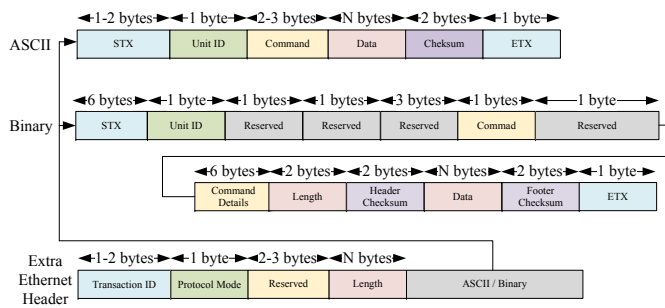 1-2 bytes 1 byte 2-3 bytes N bytes 2 bytes 1 byte
ASCII STX Unit ID Command Data Cheksum ETX
6 bytes 1 byte 1 bytes 1 bytes 3 bytes 1 bytes 1 byte
Binary STX Unit ID Reserved Reserved Reserved Commad Reserved
6 bytes 2 bytes 2 bytes N bytes 2 bytes 1 byte
Command Details Length Header Checksum Data Footer Checksum ETX
1-2 bytes 1 byte 2-3 bytes N bytes
Extra Ethernet Header Transaction ID Protocol Mode Reserved Length ASCII / Binary